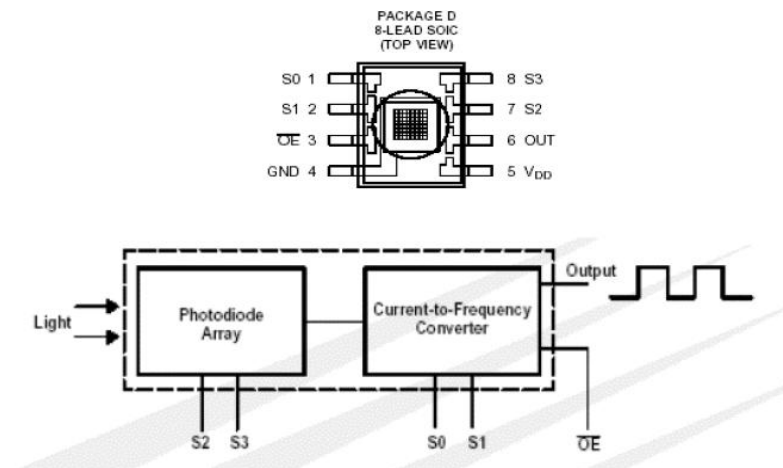 PACKAGE D
8-LEAD SOIC
(TOP VIEW)
S0 1
8 S3
S1 2
7 S2
OE 3
6 OUT
GND 4
5 VDD
Light
Photodiode
Array
Current-to-Frequency
Converter
Output
S2 S3
S0 S1
OE